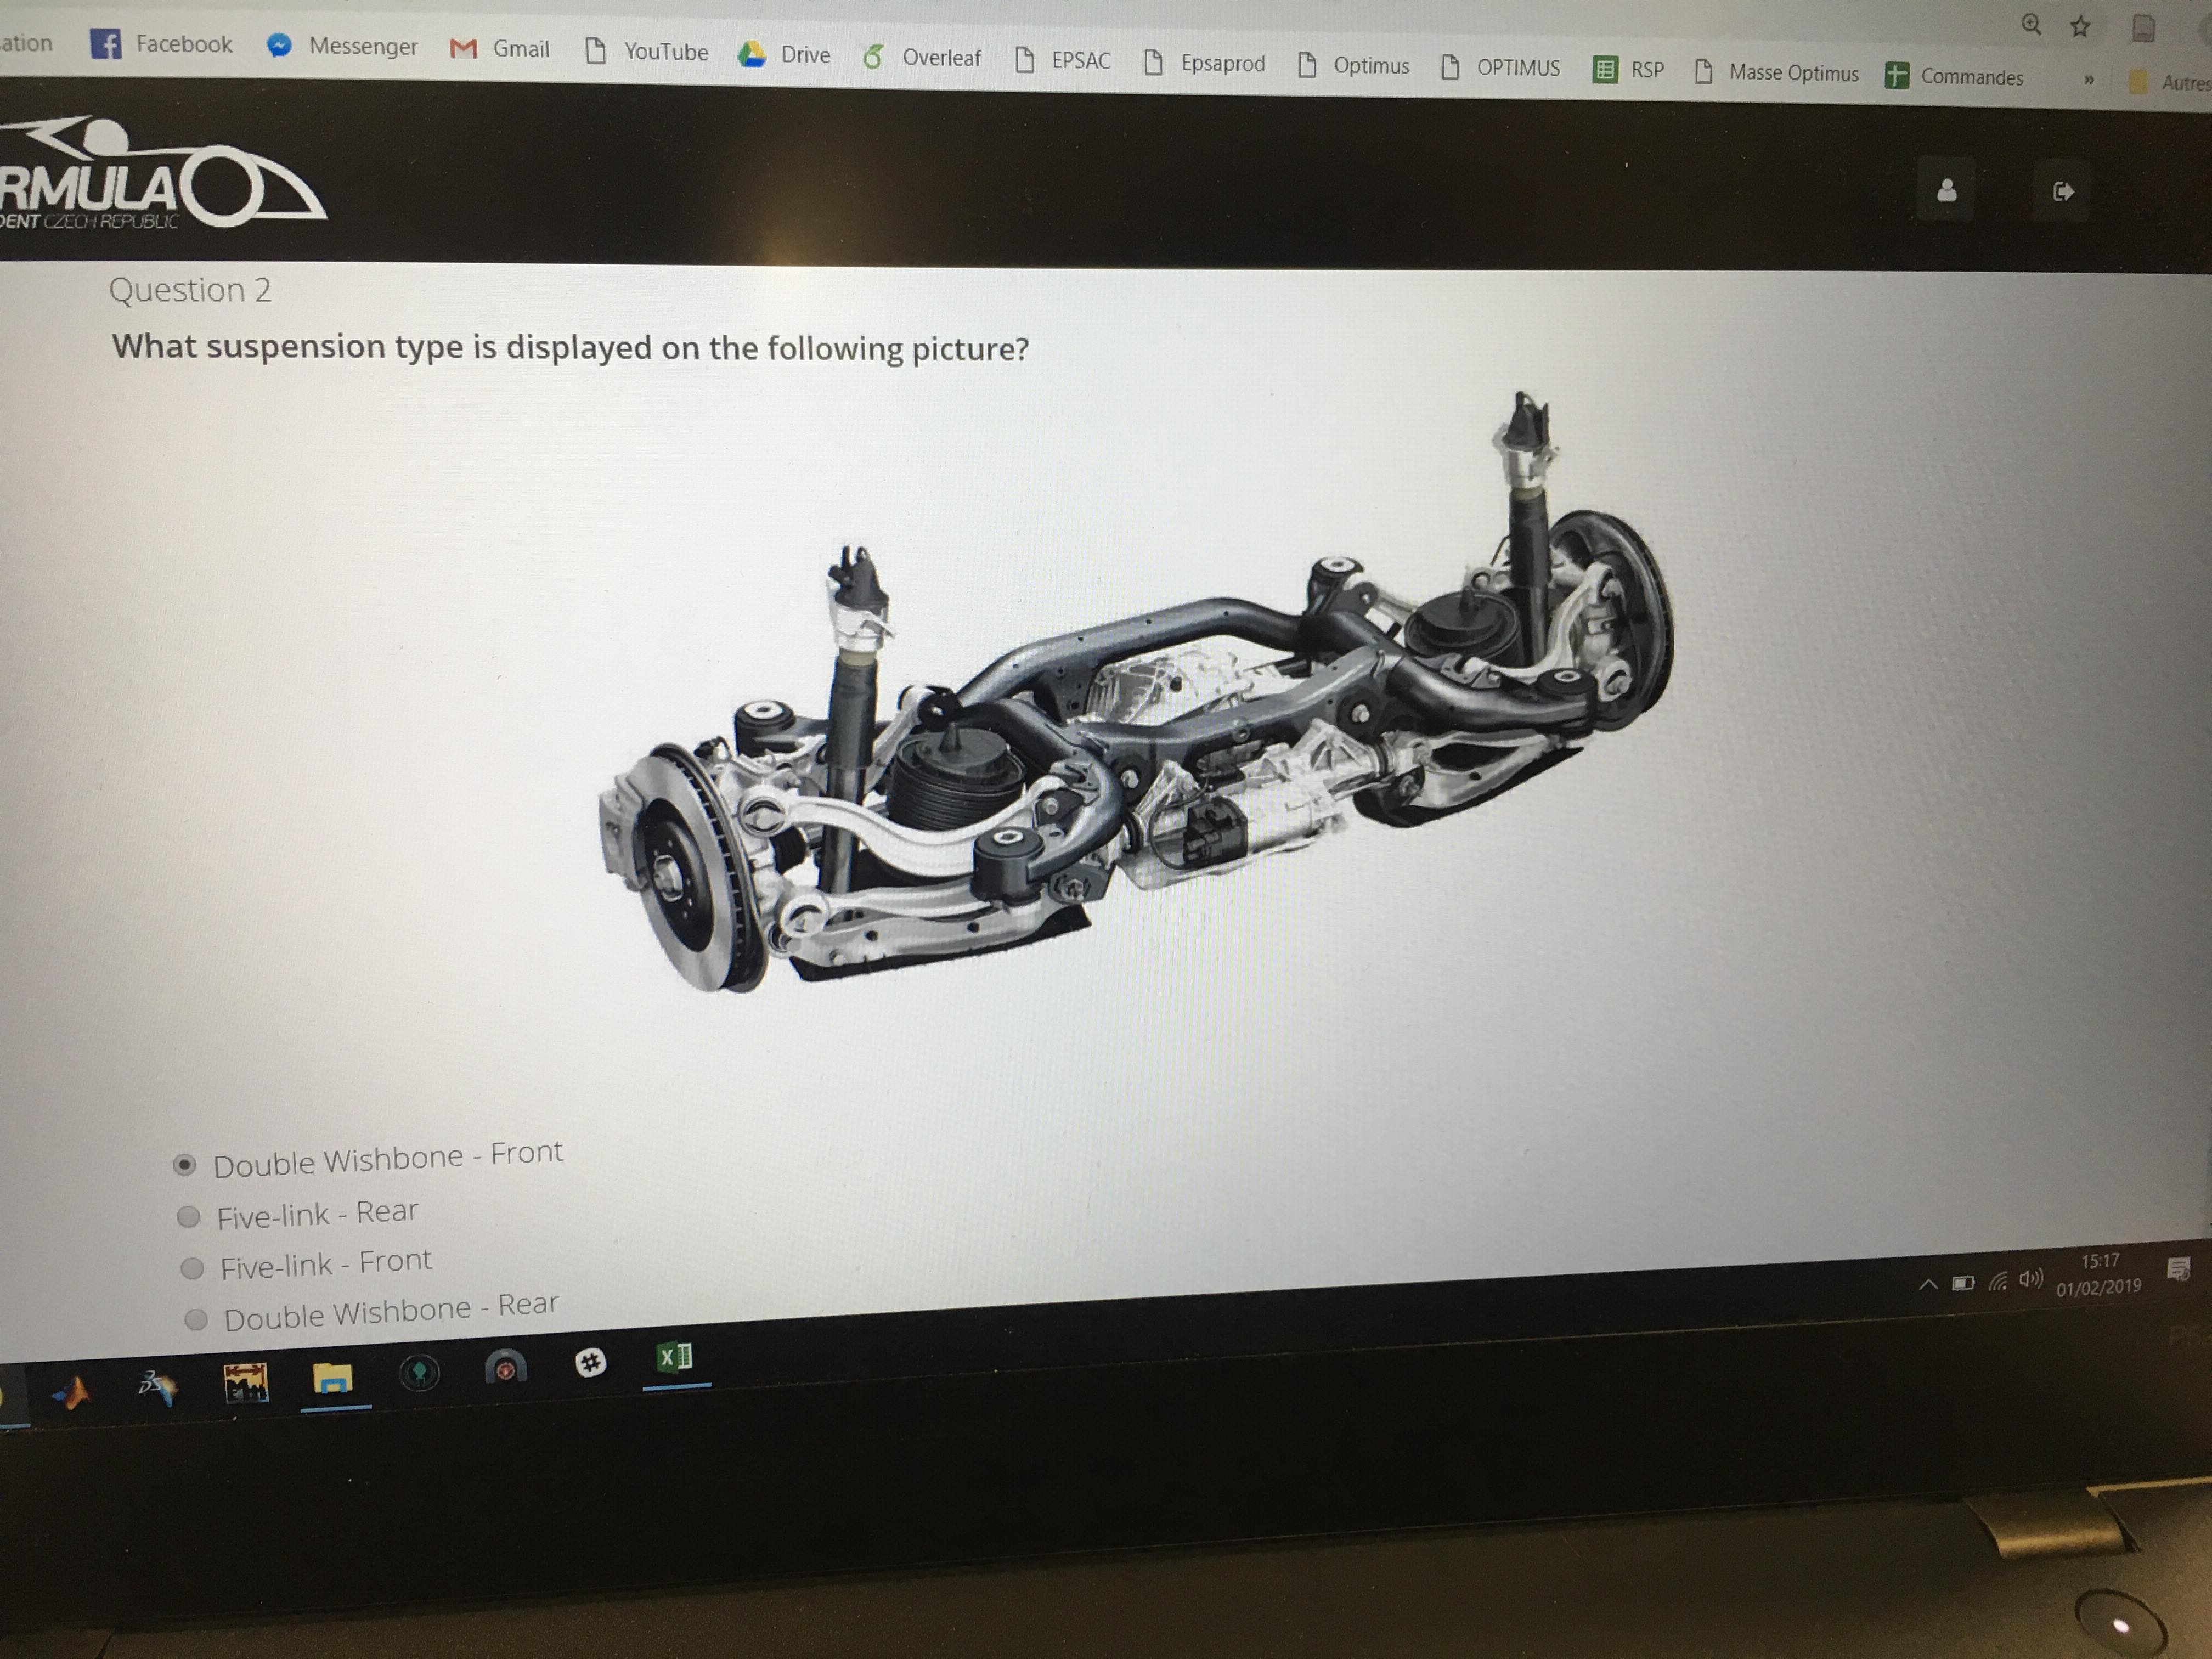 ation Facebook Messenger Gmail YouTube Drive Overleaf EPSAC Epsaprod Optimus OPTIMUS RSP Masse Optimus Commandes » Autres
RMULA
DENT CZECH REPUBLIC
Question 2
What suspension type is displayed on the following picture?
Double Wishbone - Front
Five-link - Rear
Five-link - Front
Double Wishbone - Rear
15:17
01/02/2019